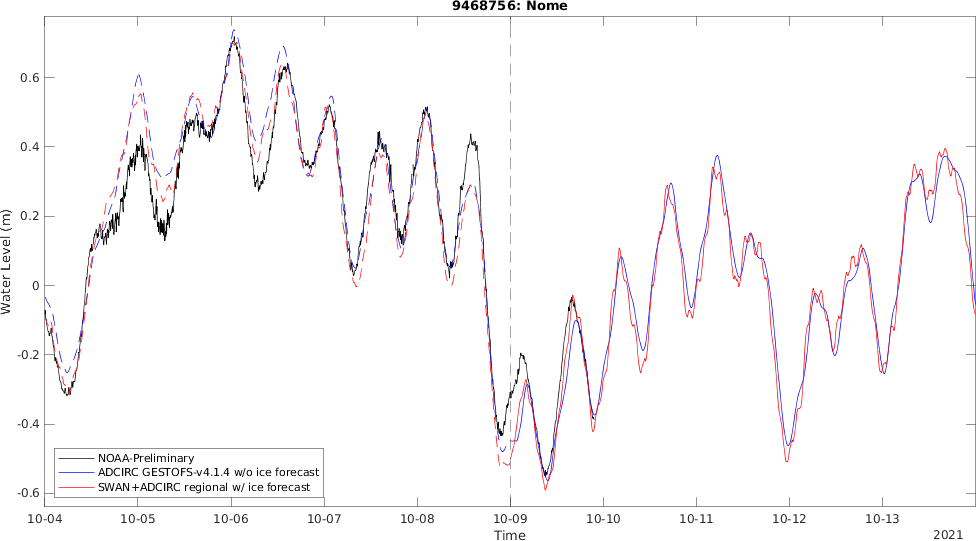 9468756: Nome
Water Level (m)
0.6
0.4
0.2
0
-0.2
-0.4
-0.6
NOAA-Preliminary
ADCIRC GESTOFS-v4.1.4 w/o ice forecast
SWAN+ADCIRC regional w/ ice forecast
10-04 10-05 10-06 10-07 10-08 10-09 10-10 10-11 10-12 10-13
Time
2021